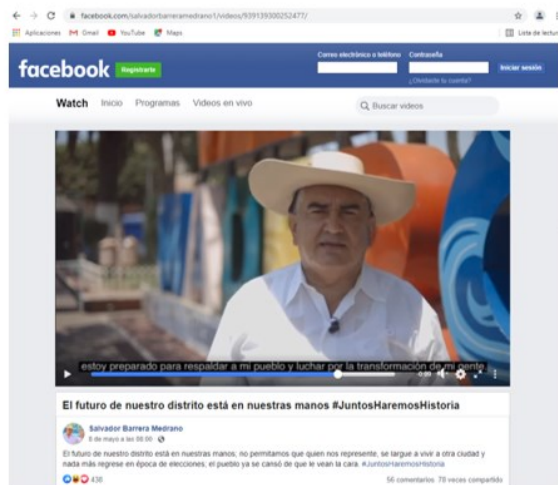 facebook.com/salvadorbarreramedrano1/videos/939139300252477/
Aplicaciones Gmail YouTube Maps Lista de lectur
Correo electrónico o teléfono Contraseña
facebook Registrarte Iniciar sesión
¿Olvidaste tu cuenta?
Watch Inicio Programas Videos en vivo Buscar videos
estoy preparado para respaldar a mi pueblo y luchar por la transformación de mi gente.
El futuro de nuestro distrito está en nuestras manos #JuntosHaremosHistoria
Salvador Barrera Medrano
de mayo a las
El futuro de nuestro distrito está en nuestras manos; no permitamos que quien nos represente, se largue a vivir a otra ciudad y
nada más regrese en época de elecciones; el pueblo ya se cansó de que le vean la cara. #JuntosHaremosHistoria
438 56 comentarios 78 veces compartido